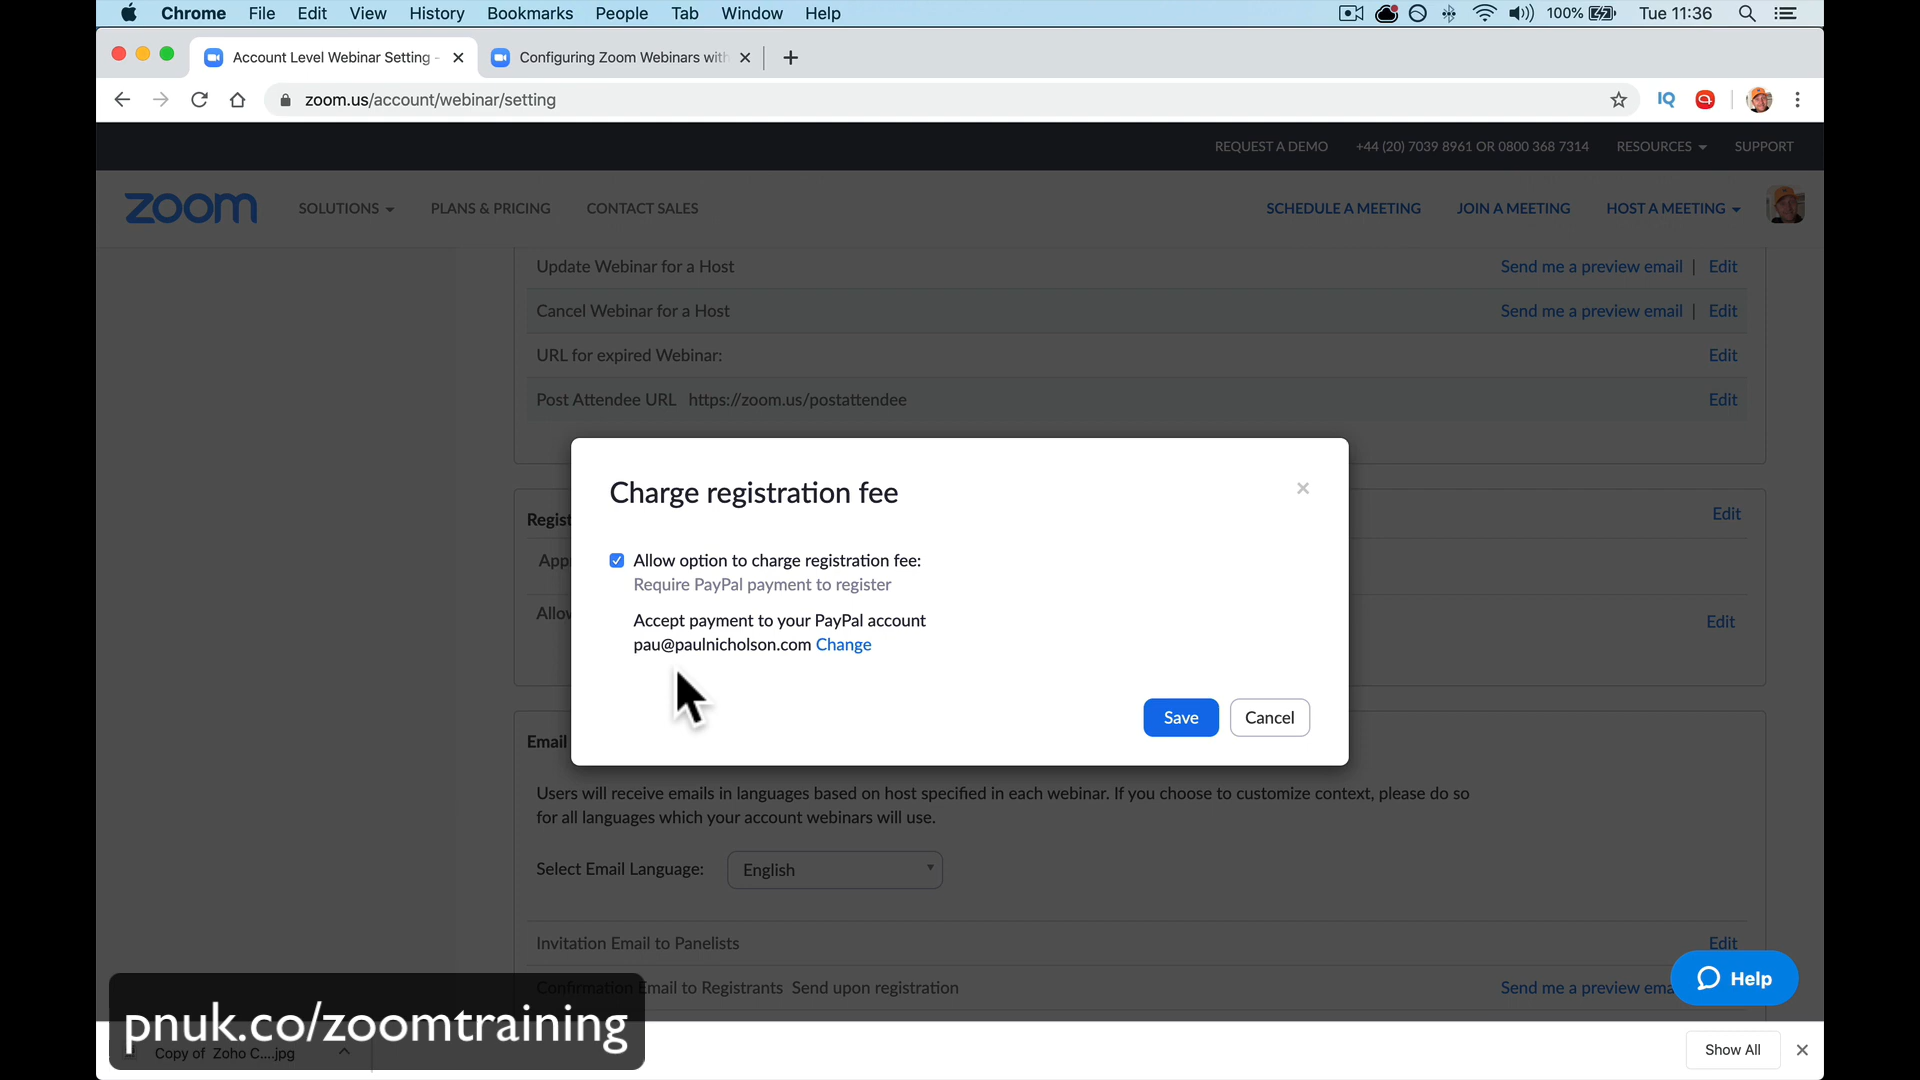 Chrome File Edit View History Bookmarks People Tab Window Help 100% Tue 11:36
Account Level Webinar Setting -
Configuring Zoom Webinars with
zoom.us/account/webinar/setting
IQ
REQUEST A DEMO +44 (20) 7039 8961 OR 0800 368 7314 RESOURCES SUPPORT
zoom SOLUTIONS PLANS & PRICING CONTACT SALES SCHEDULE A MEETING JOIN A MEETING HOST A MEETING
Update Webinar for a Host Send me a preview email | Edit
Cancel Webinar for a Host Send me a preview email | Edit
URL for expired Webinar: Edit
Post Attendee URL https://zoom.us/postattendee Edit
Charge registration fee
Regist Edit
Allow option to charge registration fee:
App
Require PayPal payment to register
Accept payment to your PayPal account
Allo Edit
pau@paulnicholson.com Change
Save Cancel
Email
Users will receive emails in languages based on host specified in each webinar. If you choose to customize context, please do so
for all languages which your account webinars will use.
Select Email Language: English
Invitation Email to Panelists Edit
Confirmation Email to Registrants Send upon registration Send me a preview ema
Help
pnuk.co/zoomtraining
Copy of Zoho C....jpg
Show All